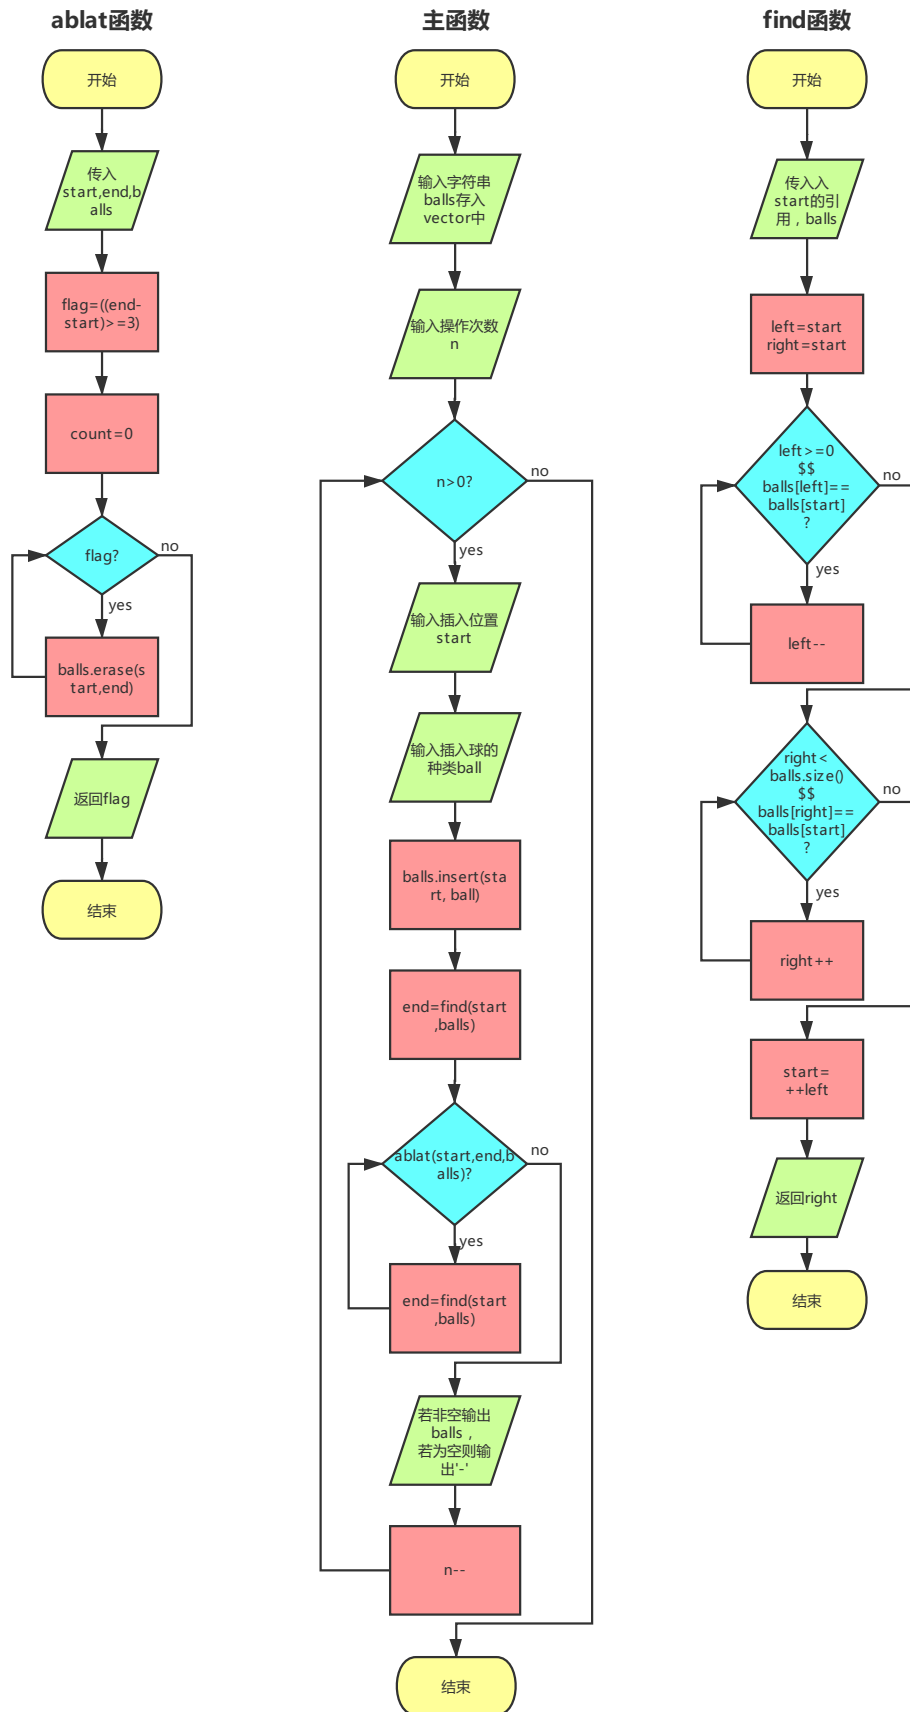 ablat函数
开始
传入
start,end,b
alls
flag=((end-
start)>=3)
count=0
flag?
no
yes
balls.erase(s
tart,end)
返回flag
结束
主函数
开始
输入字符串
balls存入
vector中
输入操作次数
n
n>0?
no
yes
输入插入位置
start
输入插入球的
种类ball
balls.insert(sta
rt, ball)
end=find(start
,balls)
ablat(start,end,b
alls)?
no
yes
end=find(start
,balls)
若非空输出
balls，
若为空则输
出'-'
n--
结束
find函数
开始
传入入
start的引
用，balls
left=start
right=start
left>=0
$$
balls[left]==
balls[start]
?
no
yes
left--
right<
balls.size()
$$
balls[right]==
balls[start]
?
no
yes
right++
start=
++left
返回right
结束